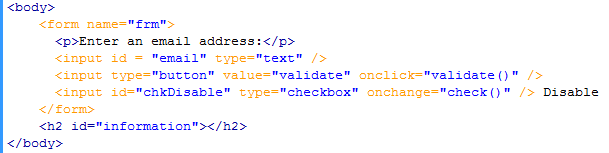 <body>
<form name="frm">
<p>Enter an email address:</p>
<input id = "email" type="text" />
<input type="button" value="validate" onclick="validate()" />
<input id="chkDisable" type="checkbox" onchange="check()" /> Disable
</form>
<h2 id="information"></h2>
</body>